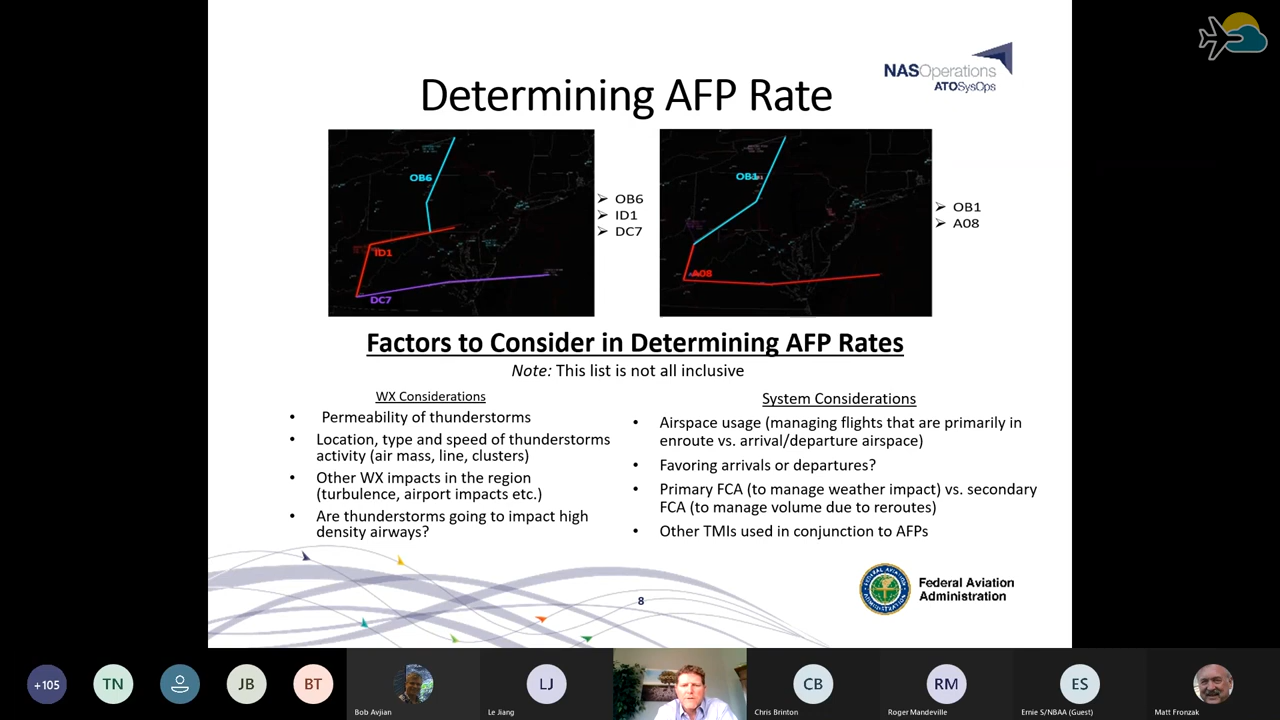 NASOperations
ATOSysOps
Determining AFP Rate
OB6
ID1
DC7
➢ OB6
➢ ID1
➢ DC7
OB1
A08
➢ OB1
➢ A08
Factors to Consider in Determining AFP Rates
Note: This list is not all inclusive
WX Considerations
• Permeability of thunderstorms
• Location, type and speed of thunderstorms
activity (air mass, line, clusters)
• Other WX impacts in the region
(turbulence, airport impacts etc.)
• Are thunderstorms going to impact high
density airways?
System Considerations
• Airspace usage (managing flights that are primarily in
enroute vs. arrival/departure airspace)
• Favoring arrivals or departures?
• Primary FCA (to manage weather impact) vs. secondary
FCA (to manage volume due to reroutes)
• Other TMIs used in conjunction to AFPs
8
Federal Aviation
Administration
+105
TN
JB
BT
Bob Avjian
LJ
Le Jiang
CB
Chris Brinton
RM
Roger Mandeville
ES
Ernie S/NBAA (Guest)
Matt Fronzak